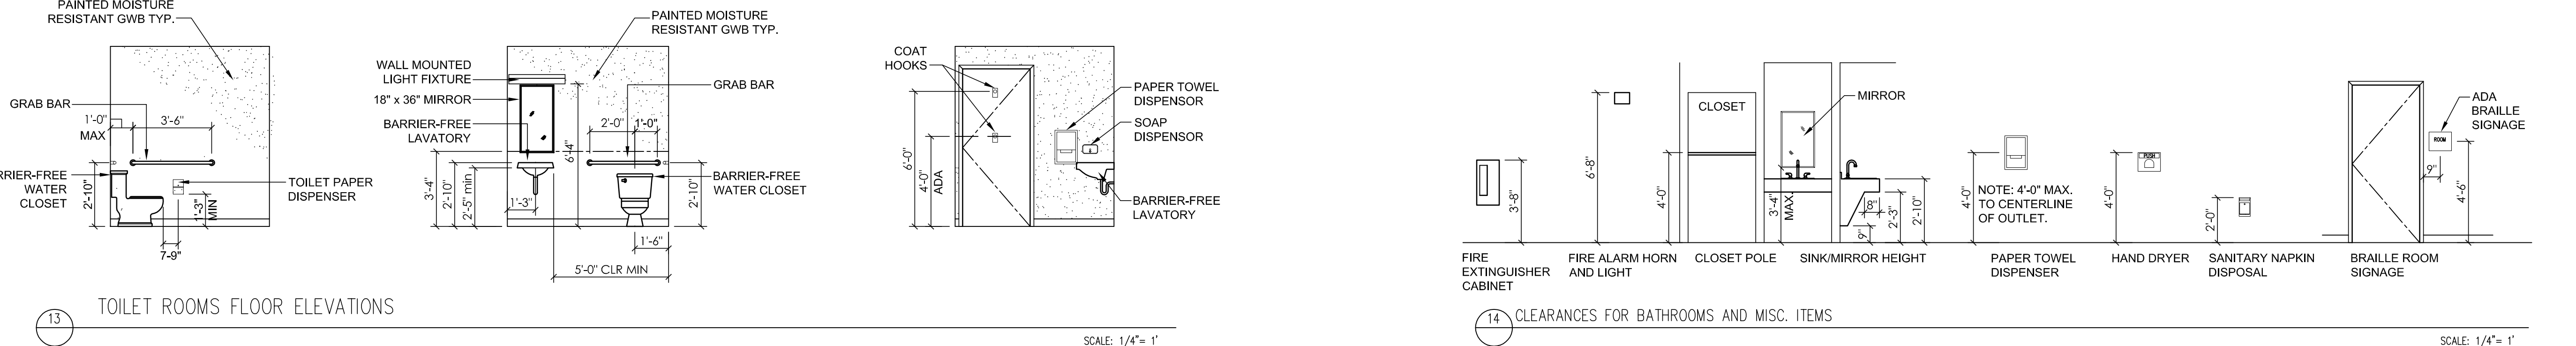 PAINTED MOISTURE
RESISTANT GWB TYP.
GRAB BAR
1'-0"
MAX
3'-6"
RRIER-FREE
WATER
CLOSET
2'-10"
TOILET PAPER
DISPENSER
1'-3"
MIN
7-9"
PAINTED MOISTURE
RESISTANT GWB TYP.
WALL MOUNTED
LIGHT FIXTURE
18" x 36" MIRROR
BARRIER-FREE
LAVATORY
GRAB BAR
2'-0"
1'-0"
6'-4"
3'-4"
2'-10"
2'-5" min
1'-3"
BARRIER-FREE
WATER CLOSET
2'-10"
1'-6"
5'-0" CLR MIN
COAT
HOOKS
PAPER TOWEL
DISPENSOR
SOAP
DISPENSOR
6'-0"
4'-0"
ADA
BARRIER-FREE
LAVATORY
13
TOILET ROOMS FLOOR ELEVATIONS
SCALE: 1/4"= 1'
3'-8"
FIRE
EXTINGUISHER
CABINET
6'-8"
FIRE ALARM HORN
AND LIGHT
CLOSET
4'-0"
CLOSET POLE
MIRROR
3'-4"
MAX.
8"
9"
2'-3"
2'-10"
SINK/MIRROR HEIGHT
4'-0"
NOTE: 4'-0" MAX.
TO CENTERLINE
OF OUTLET.
PAPER TOWEL
DISPENSER
PUSH
4'-0"
HAND DRYER
2'-0"
SANITARY NAPKIN
DISPOSAL
ADA
BRAILLE
SIGNAGE
ROOM
9"
4'-6"
BRAILLE ROOM
SIGNAGE
14
CLEARANCES FOR BATHROOMS AND MISC. ITEMS
SCALE: 1/4"= 1'